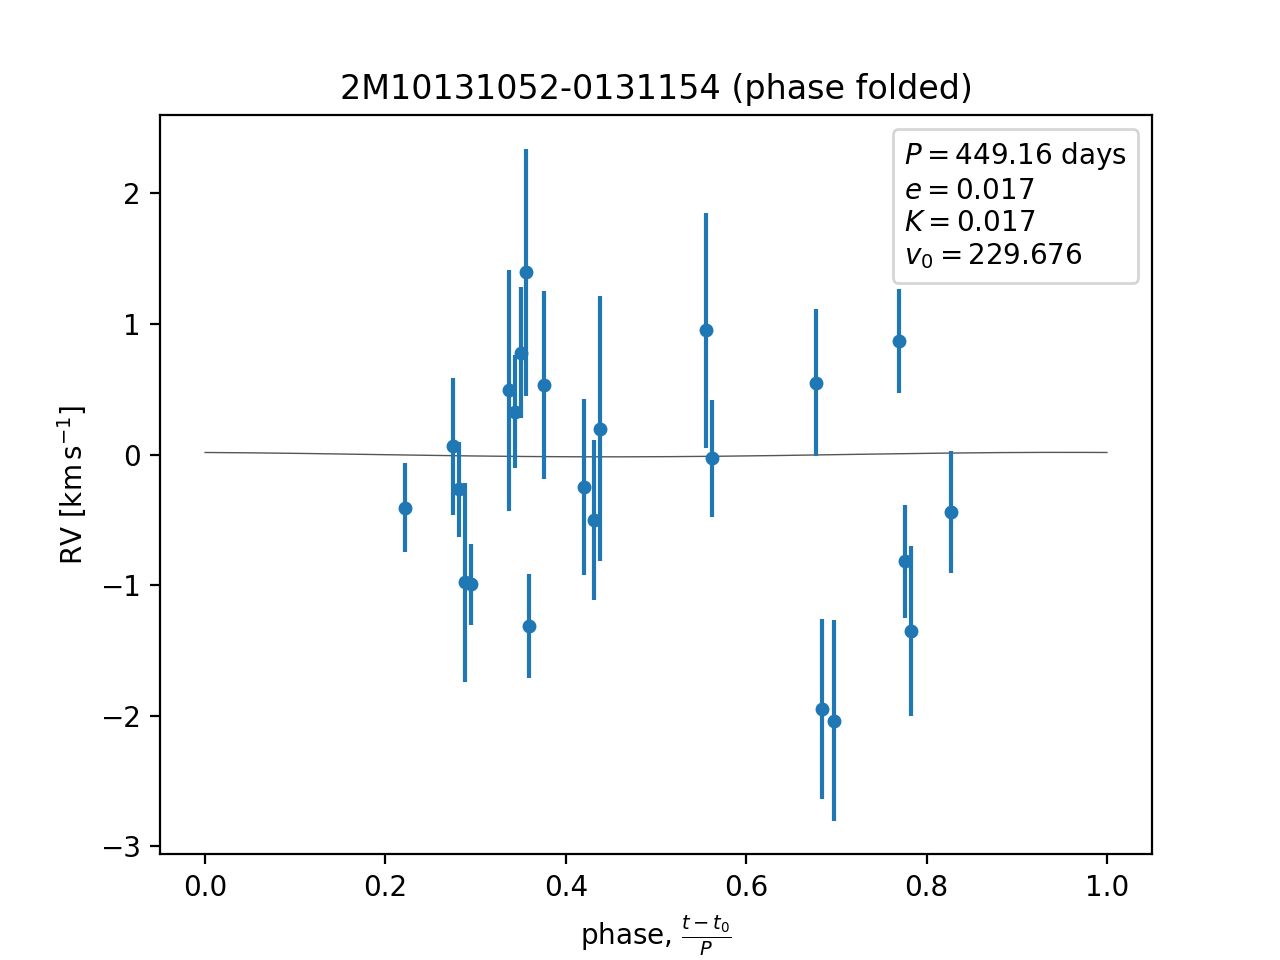 2M10131052-0131154 (phase folded)
P = 449.16 days
e = 0.017
K = 0.017
v₀ = 229.676
2
1
0
−1
−2
−3
RV [km s⁻¹]
0.0 0.2 0.4 0.6 0.8 1.0
phase, (t − t₀)/P